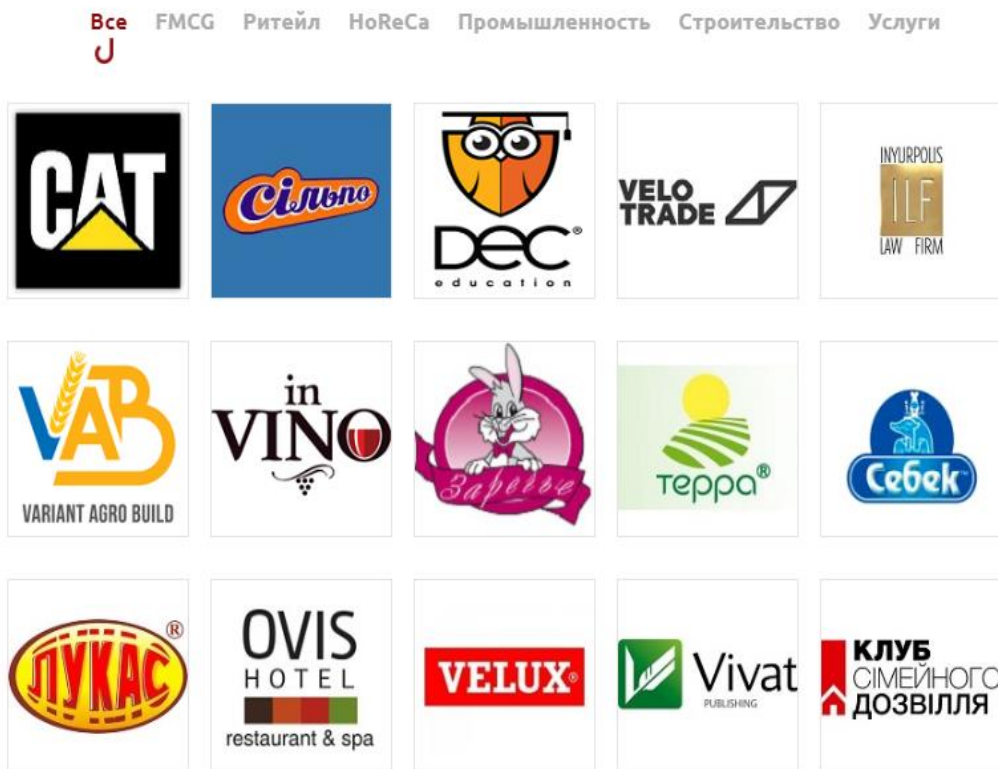 Все FMCG Ритейл HoReCa Промышленность Строительство Услуги
CAT
Сільпо
DEC®
education
VELO
TRADE
INYURPOLIS
ILF
LAW FIRM
VAB
VARIANT AGRO BUILD
in
VINO
Заречье
Терра®
Себек™
ЛУКАС®
OVIS
HOTEL
restaurant & spa
VELUX®
Vivat
PUBLISHING
КЛУБ
СІМЕЙНОГО
ДОЗВІЛЛЯ